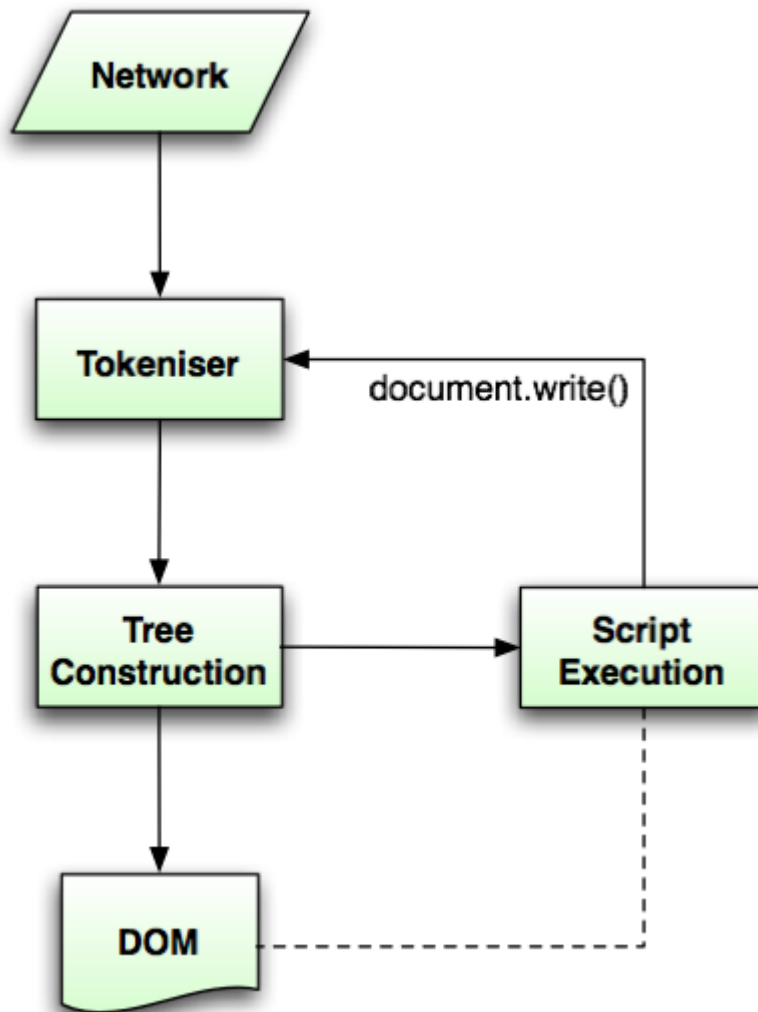 Network
Tokeniser
document.write()
Tree
Construction
Script
Execution
DOM